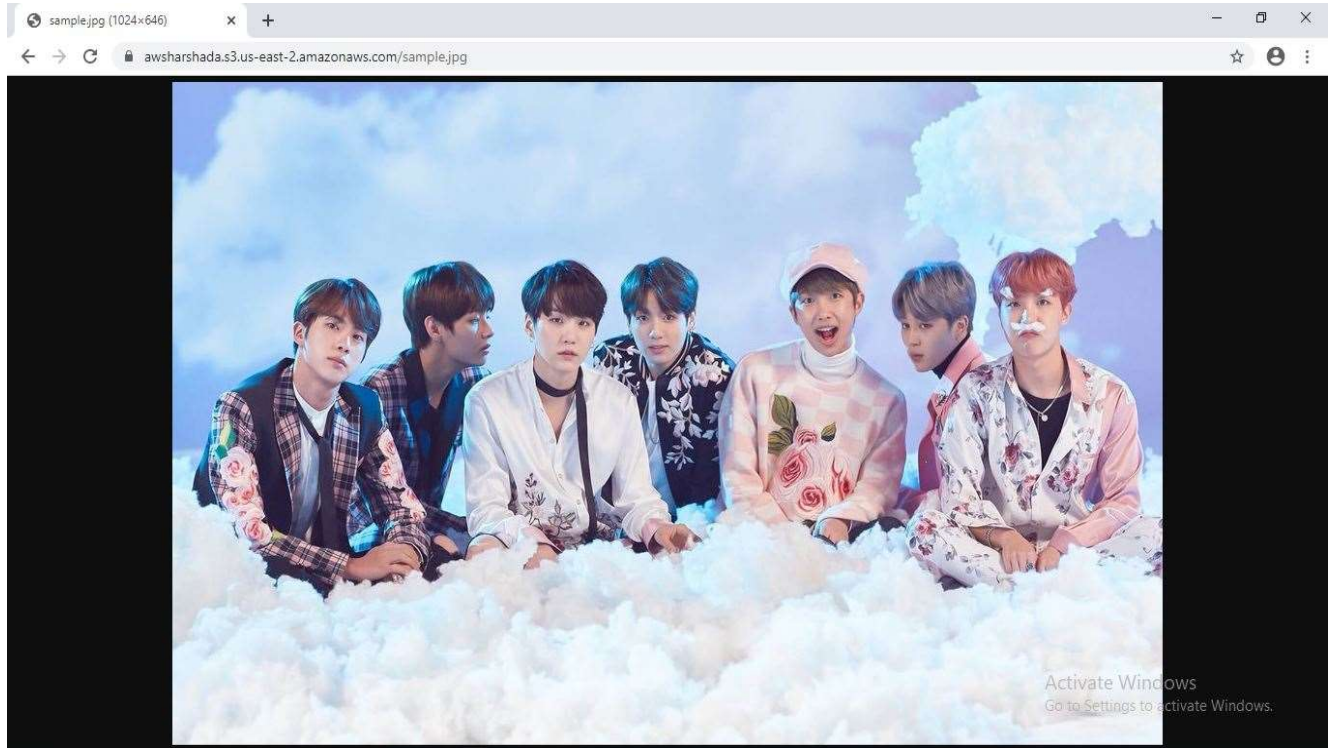 sample.jpg (1024×646)
awsharshada.s3.us-east-2.amazonaws.com/sample.jpg
Activate Windows
Go to Settings to activate Windows.